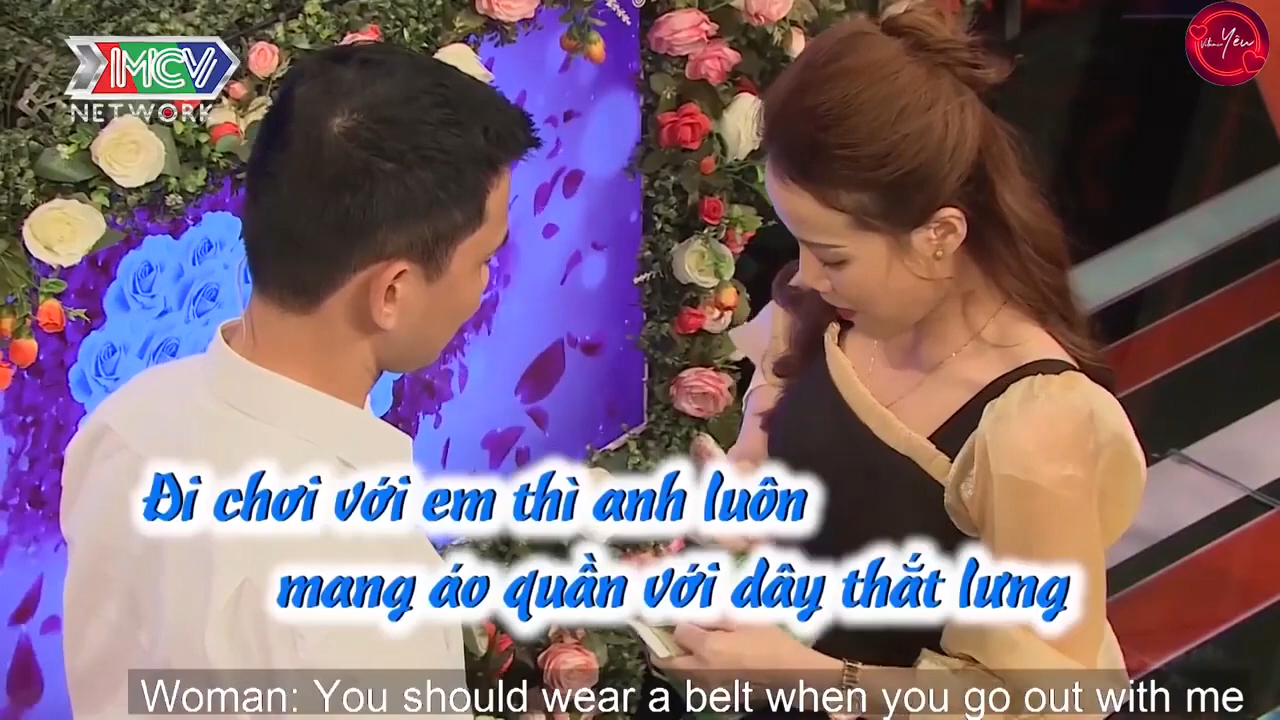 MCV
NETWORK
Yêu
Đi chơi với em thì anh luôn
mang áo quần với dây thắt lưng
Woman: You should wear a belt when you go out with me